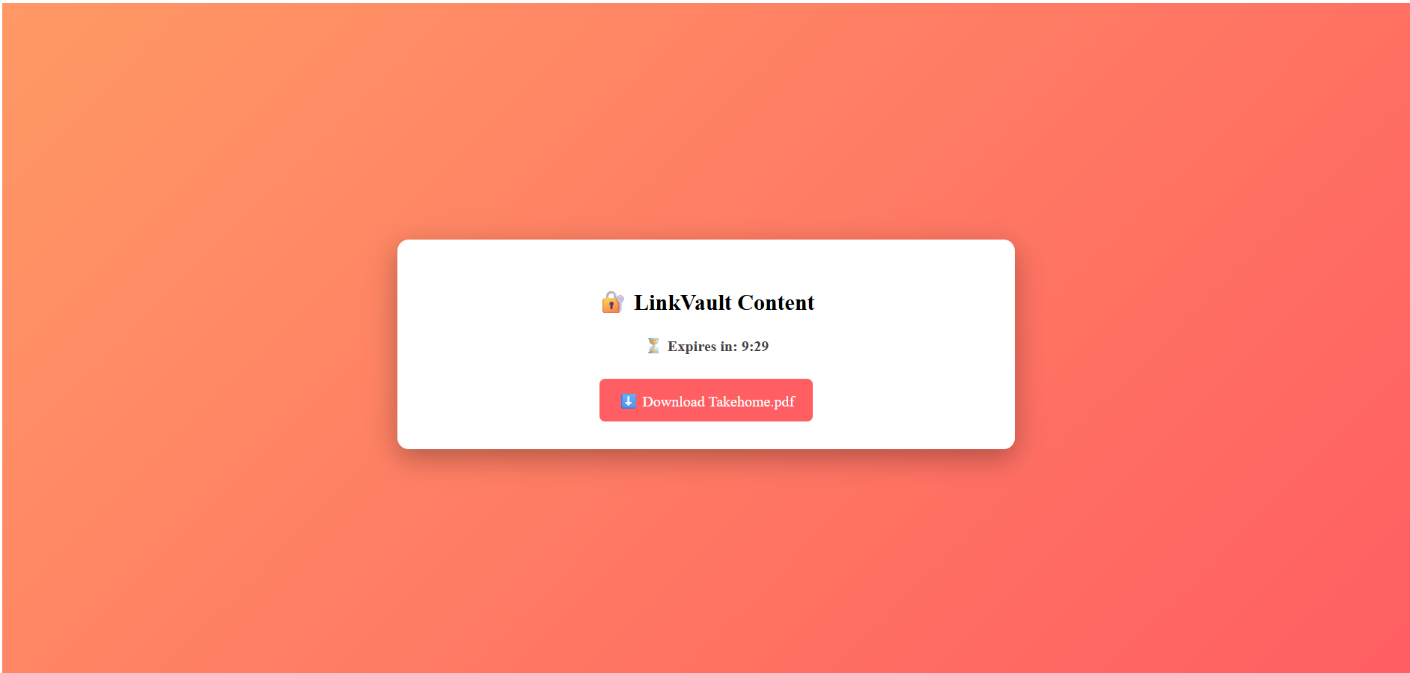 🔐 LinkVault Content
⏳ Expires in: 9:29
⬇️ Download Takehome.pdf